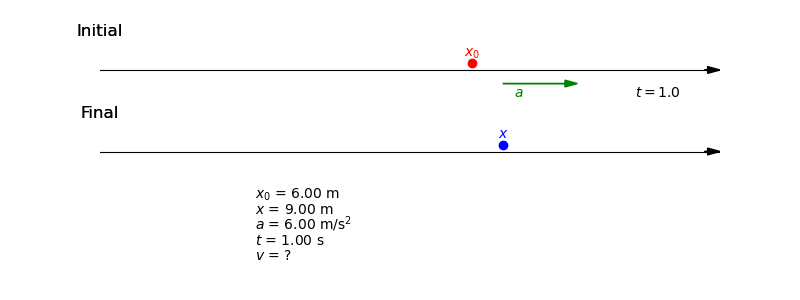 Initial
x₀
a
t = 1.0
Final
x
x₀ = 6.00 m
x = 9.00 m
a = 6.00 m/s²
t = 1.00 s
v = ?